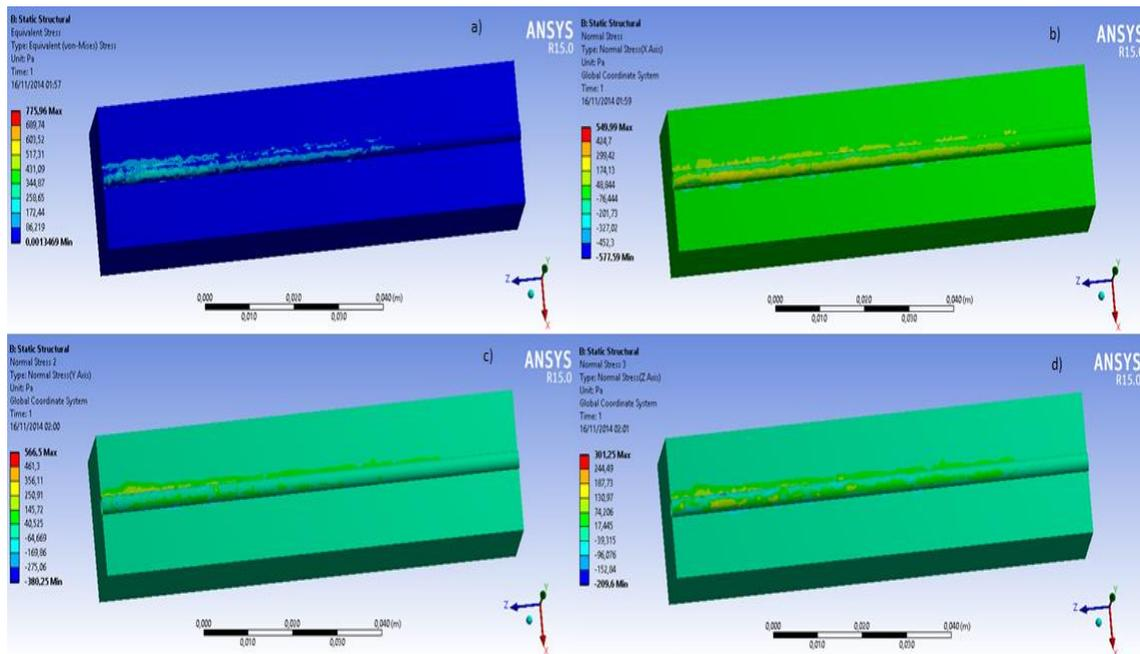 B: Static Structural
Equivalent Stress
Type: Equivalent (von-Mises) Stress
Unit: Pa
Time: 1
16/11/2014 01:57
775,96 Max
689,74
603,52
517,31
431,09
344,87
258,65
172,44
86,219
0,0013469 Min
a)
ANSYS
R15.0
Z
Y
X
0,000
0,020
0,040 (m)
0,010
0,030
B: Static Structural
Normal Stress
Type: Normal Stress(X Axis)
Unit: Pa
Global Coordinate System
Time: 1
16/11/2014 01:59
549,99 Max
424,7
299,42
174,13
48,844
-76,444
-201,73
-327,02
-452,3
-577,59 Min
b)
ANSYS
R15.0
Z
Y
X
0,000
0,020
0,040 (m)
0,010
0,030
B: Static Structural
Normal Stress 2
Type: Normal Stress(Y Axis)
Unit: Pa
Global Coordinate System
Time: 1
16/11/2014 02:00
566,5 Max
461,3
356,11
250,91
145,72
40,525
-64,669
-169,86
-275,06
-380,25 Min
c)
ANSYS
R15.0
Z
Y
X
0,000
0,020
0,040 (m)
0,010
0,030
B: Static Structural
Normal Stress 3
Type: Normal Stress(Z Axis)
Unit: Pa
Global Coordinate System
Time: 1
16/11/2014 02:01
301,25 Max
244,49
187,73
130,97
74,206
17,445
-39,315
-96,076
-152,84
-209,6 Min
d)
ANSYS
R15.0
Z
Y
X
0,000
0,020
0,040 (m)
0,010
0,030